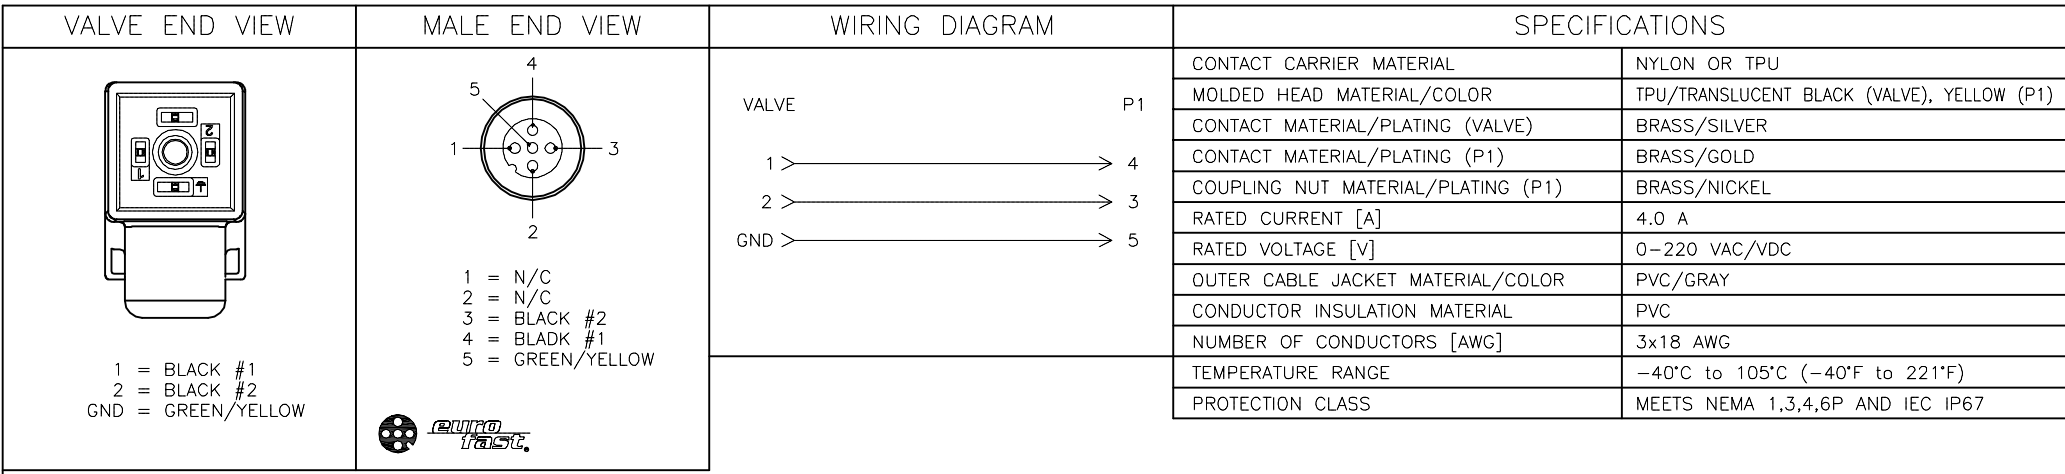 VALVE END VIEW
2
1
1 = BLACK #1
2 = BLACK #2
GND = GREEN/YELLOW
MALE END VIEW
4
5
1
3
2
1 = N/C
2 = N/C
3 = BLACK #2
4 = BLADK #1
5 = GREEN/YELLOW
euro
fast®
WIRING DIAGRAM
VALVE P1
1 4
2 3
GND 5
SPECIFICATIONS
CONTACT CARRIER MATERIAL NYLON OR TPU
MOLDED HEAD MATERIAL/COLOR TPU/TRANSLUCENT BLACK (VALVE), YELLOW (P1)
CONTACT MATERIAL/PLATING (VALVE) BRASS/SILVER
CONTACT MATERIAL/PLATING (P1) BRASS/GOLD
COUPLING NUT MATERIAL/PLATING (P1) BRASS/NICKEL
RATED CURRENT [A] 4.0 A
RATED VOLTAGE [V] 0-220 VAC/VDC
OUTER CABLE JACKET MATERIAL/COLOR PVC/GRAY
CONDUCTOR INSULATION MATERIAL PVC
NUMBER OF CONDUCTORS [AWG] 3x18 AWG
TEMPERATURE RANGE -40°C to 105°C (-40°F to 221°F)
PROTECTION CLASS MEETS NEMA 1,3,4,6P AND IEC IP67